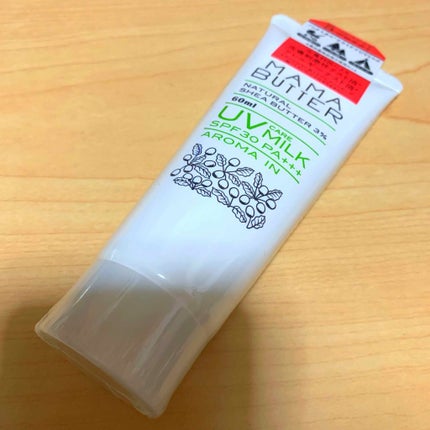 MAMA
BUTTER
NATURAL
SHEA BUTTER 3%
60ml
UV CARE MILK
SPF30 PA+++
AROMA IN